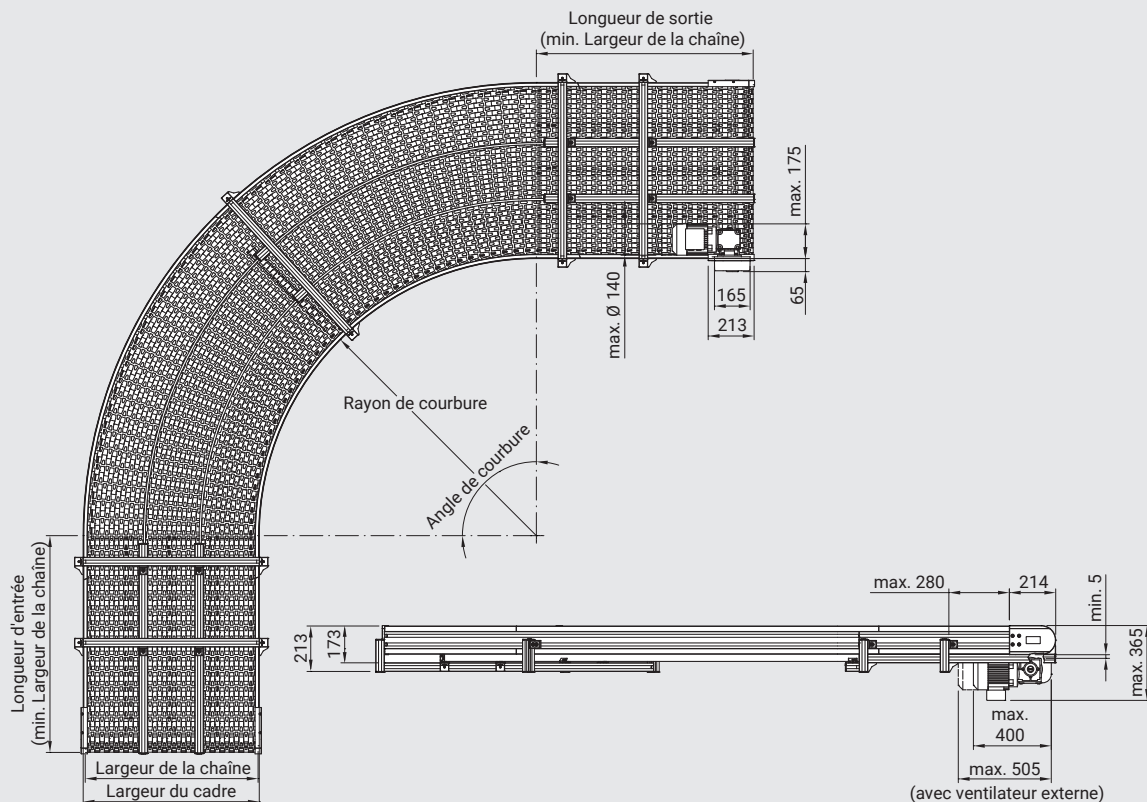 Longueur de sortie
(min. Largeur de la chaîne)
max. 175
65
max. Ø 140
165
213
Rayon de courbure
Angle de courbure
Longueur d'entrée
(min. Largeur de la chaîne)
Largeur de la chaîne
Largeur du cadre
213
173
max. 280
214
min. 5
max.365
max.
400
max. 505
(avec ventilateur externe)